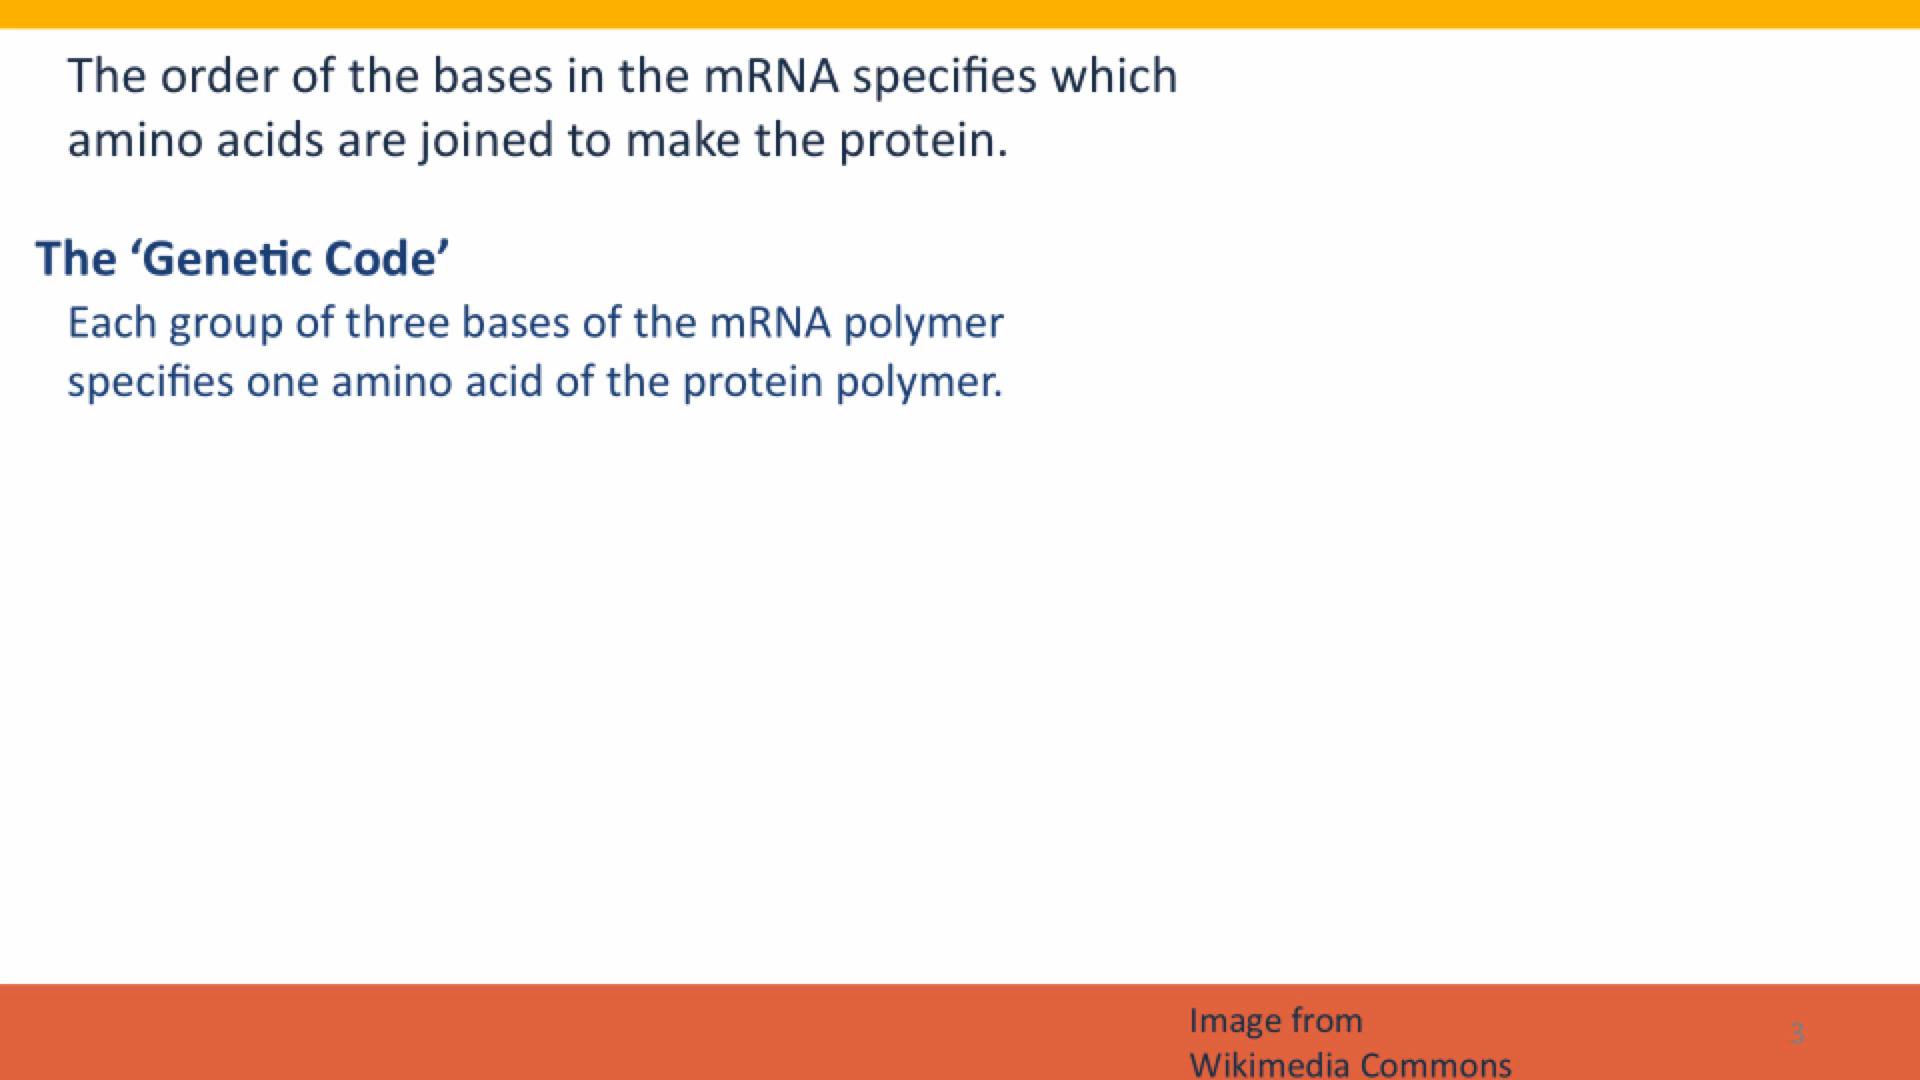 The order of the bases in the mRNA specifies which
amino acids are joined to make the protein.
The ‘Genetic Code’
Each group of three bases of the mRNA polymer
specifies one amino acid of the protein polymer.
Image from
Wikimedia Commons
3